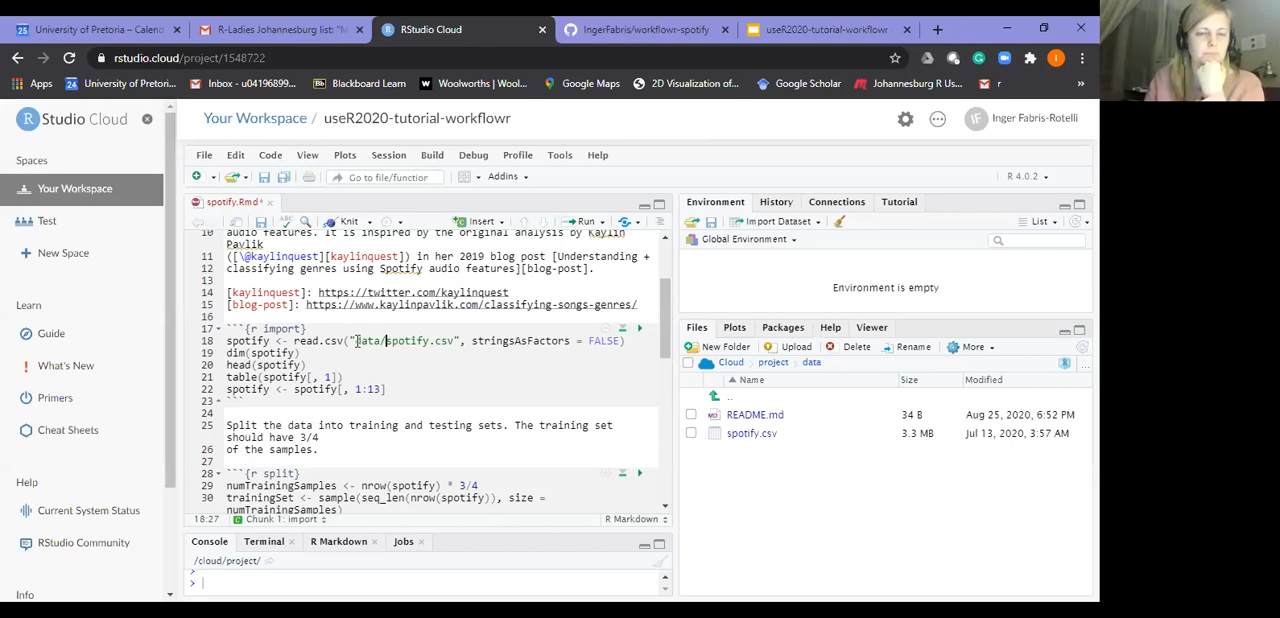 University of Pretoria – Calend
R-Ladies Johannesburg list: "M
RStudio Cloud
IngerFabris/workflowr-spotify
useR2020-tutorial-workflowr -
rstudio.cloud/project/1548722
Apps
University of Pretori...
Inbox - u04196899...
Blackboard Learn
Woolworths | Wool...
Google Maps
2D Visualization of...
Google Scholar
Johannesburg R Us...
r
»
R Studio Cloud
Your Workspace / useR2020-tutorial-workflowr
IF Inger Fabris-Rotelli
Spaces
Your Workspace
Test
New Space
Learn
Guide
What's New
Primers
Cheat Sheets
Help
Current System Status
RStudio Community
Info
File Edit Code View Plots Session Build Debug Profile Tools Help
Go to file/function
Addins
R 4.0.2
spotify.Rmd*
Knit
Insert
Run
10 audio features. It is inspired by the original analysis by Kaylin
Pavlik
11 ([\@kaylinquest][kaylinquest]) in her 2019 blog post [Understanding +
12 classifying genres using Spotify audio features][blog-post].
13
14 [kaylinquest]: https://twitter.com/kaylinquest
15 [blog-post]: https://www.kaylinpavlik.com/classifying-songs-genres/
16
17 ```{r import}
18 spotify <- read.csv("data/spotify.csv", stringsAsFactors = FALSE)
19 dim(spotify)
20 head(spotify)
21 table(spotify[, 1])
22 spotify <- spotify[, 1:13]
23 ```
24
25 Split the data into training and testing sets. The training set
should have 3/4
26 of the samples.
27
28 ```{r split}
29 numTrainingSamples <- nrow(spotify) * 3/4
30 trainingSet <- sample(seq_len(nrow(spotify)), size =
numTrainingSamples)
18:27 Chunk 1: import R Markdown
Console Terminal R Markdown Jobs
/cloud/project/
>
>
Environment History Connections Tutorial
Import Dataset
List
Global Environment
Environment is empty
Files Plots Packages Help Viewer
New Folder Upload Delete Rename More
Cloud project data
Name Size Modified
..
README.md 34 B Aug 25, 2020, 6:52 PM
spotify.csv 3.3 MB Jul 13, 2020, 3:57 AM